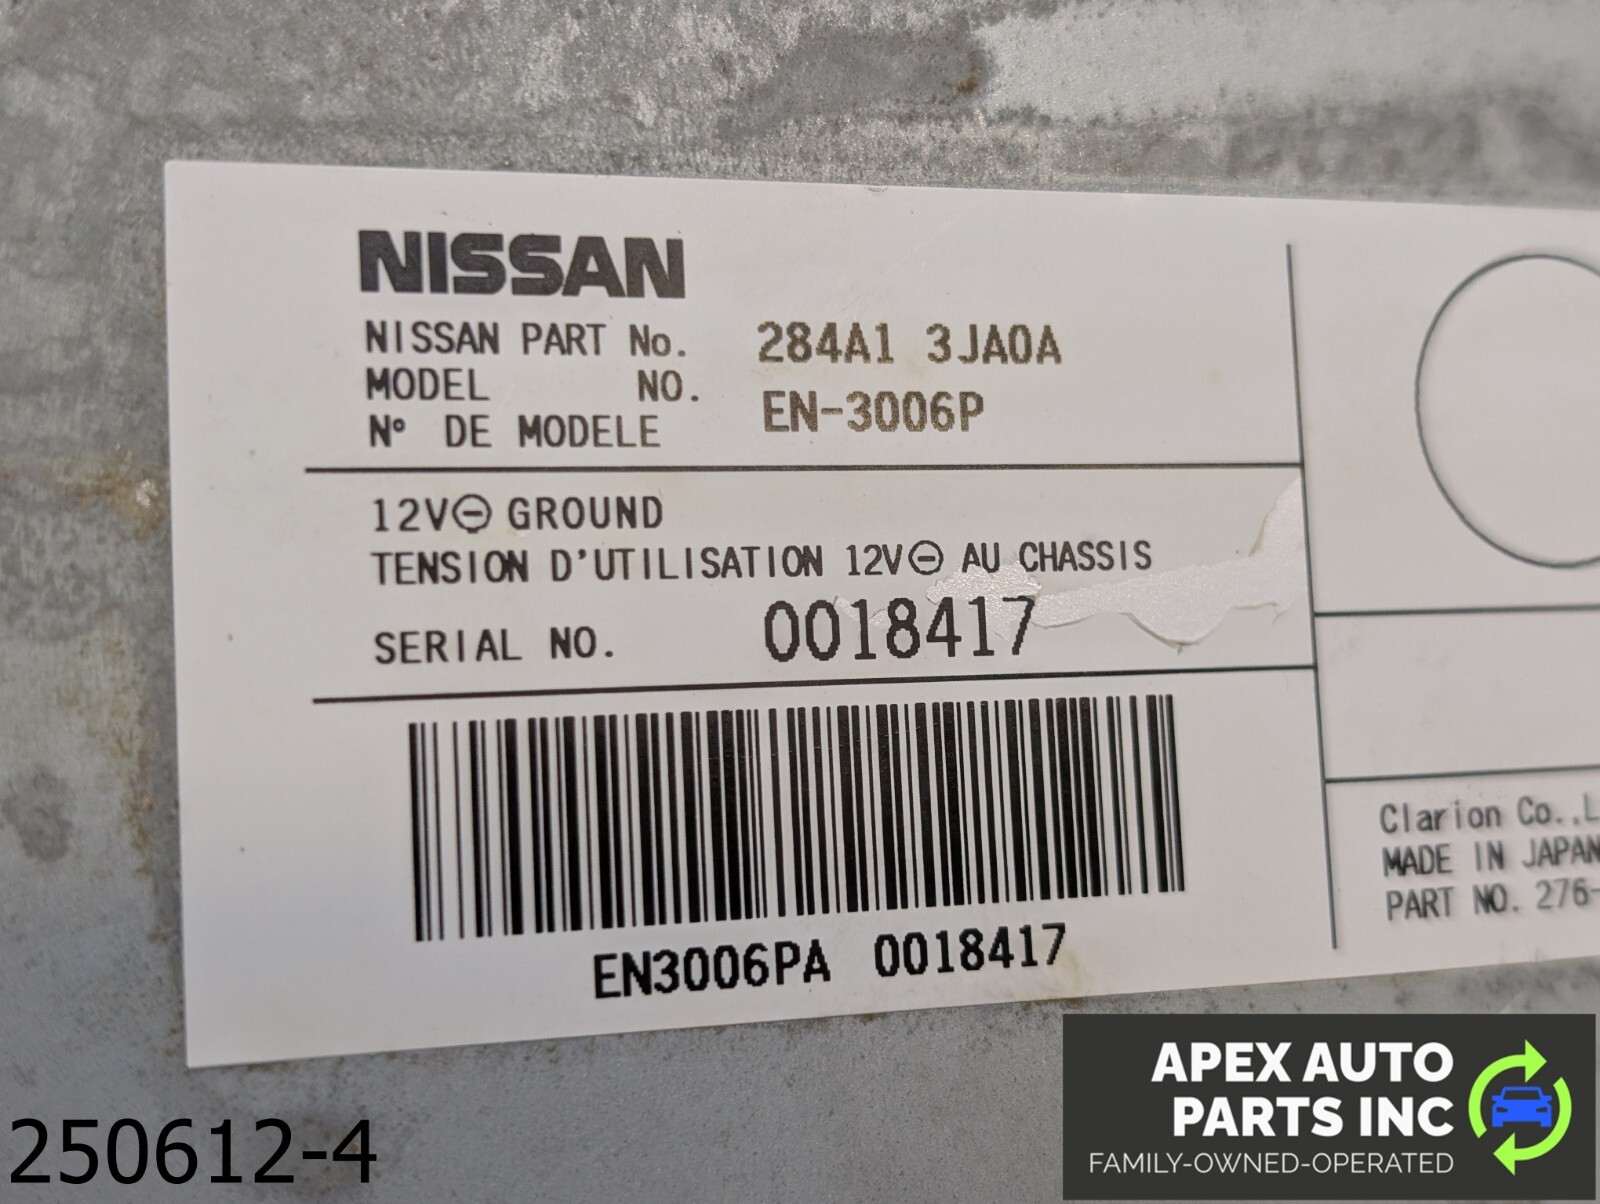 NISSAN
NISSAN PART No. 284A1 3JA0A
MODEL NO. EN-3006P
N° DE MODELE
12V⊖ GROUND
TENSION D'UTILISATION 12V⊖ AU CHASSIS
SERIAL NO. 0018417
EN3006PA 0018417
Clarion Co.,L
MADE IN JAPAN
PART NO. 276-
250612-4
APEX AUTO
PARTS INC
FAMILY-OWNED-OPERATED